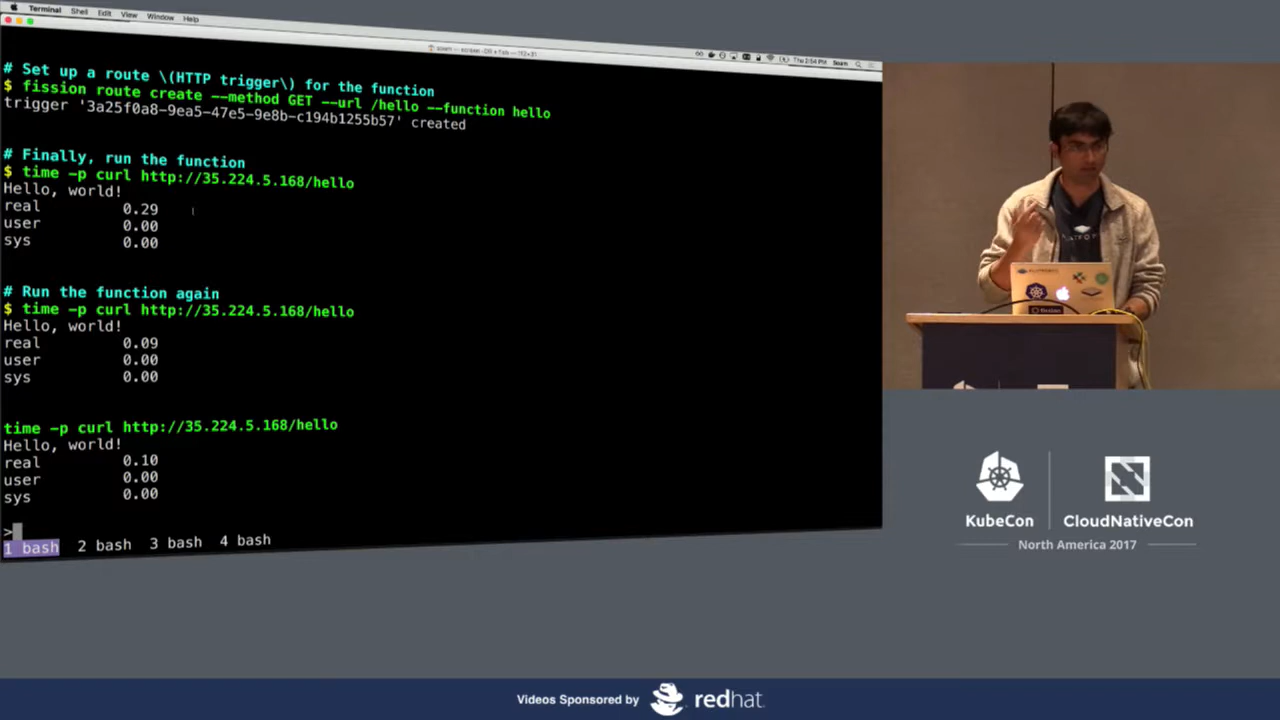 Terminal Shell Edit View Window Help
Thu 2:54 PM Soam
# Set up a route \(HTTP trigger\) for the function
$ fission route create --method GET --url /hello --function hello
trigger '3a25f0a8-9ea5-47e5-9e8b-c194b1255b57' created
# Finally, run the function
$ time -p curl http://35.224.5.168/hello
Hello, world!
real 0.29
user 0.00
sys 0.00
# Run the function again
$ time -p curl http://35.224.5.168/hello
Hello, world!
real 0.09
user 0.00
sys 0.00
time -p curl http://35.224.5.168/hello
Hello, world!
real 0.10
user 0.00
sys 0.00
>
1 bash 2 bash 3 bash 4 bash
KubeCon
CloudNativeCon
North America 2017
Videos Sponsored by
redhat.